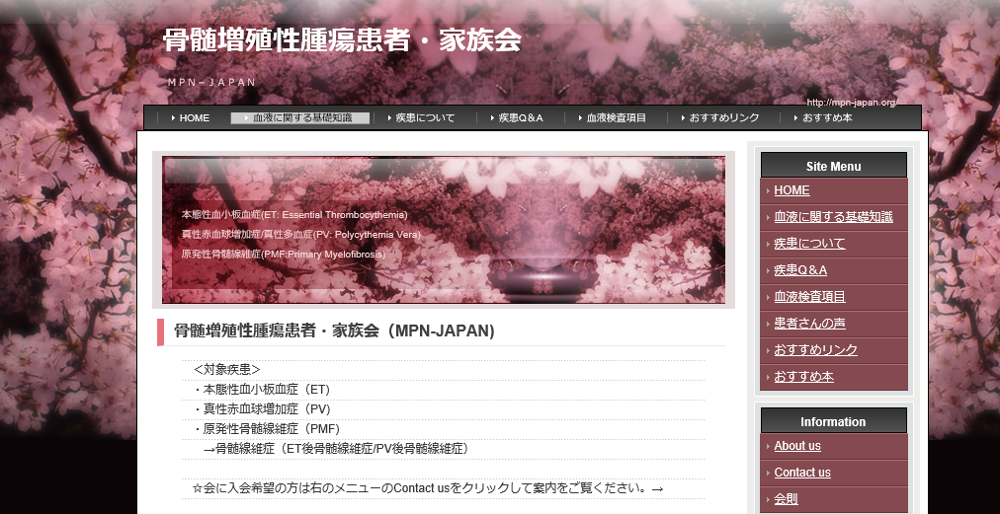 骨髄増殖性腫瘍患者・家族会
MPN－JAPAN
http://mpn-japan.org/
HOME
血液に関する基礎知識
疾患について
疾患Q＆A
血液検査項目
おすすめリンク
おすすめ本
本態性血小板血症(ET: Essential Thrombocythemia)
真性赤血球増加症/真性多血症(PV: Polycythemia Vera)
原発性骨髄線維症(PMF:Primary Myelofibrosis)
骨髄増殖性腫瘍患者・家族会（MPN-JAPAN)
＜対象疾患＞
・本態性血小板血症（ET)
・真性赤血球増加症（PV)
・原発性骨髄線維症（PMF)
→骨髄線維症（ET後骨髄線維症/PV後骨髄線維症）
☆会に入会希望の方は右のメニューのContact usをクリックして案内をご覧ください。→
Site Menu
HOME
血液に関する基礎知識
疾患について
疾患Q＆A
血液検査項目
患者さんの声
おすすめリンク
おすすめ本
Information
About us
Contact us
会則